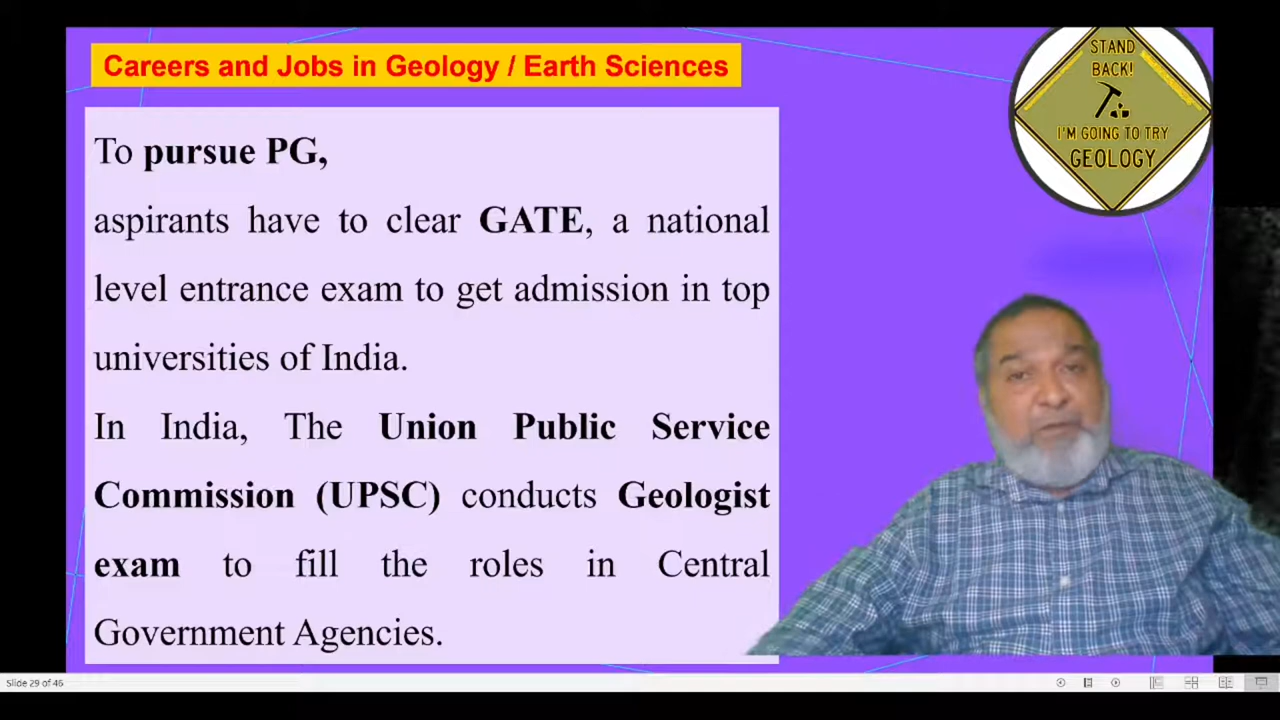 Careers and Jobs in Geology / Earth Sciences
STAND
BACK!
I'M GOING TO TRY
GEOLOGY
To pursue PG,
aspirants have to clear GATE, a national
level entrance exam to get admission in top
universities of India.
In India, The Union Public Service
Commission (UPSC) conducts Geologist
exam to fill the roles in Central
Government Agencies.
Slide 29 of 46